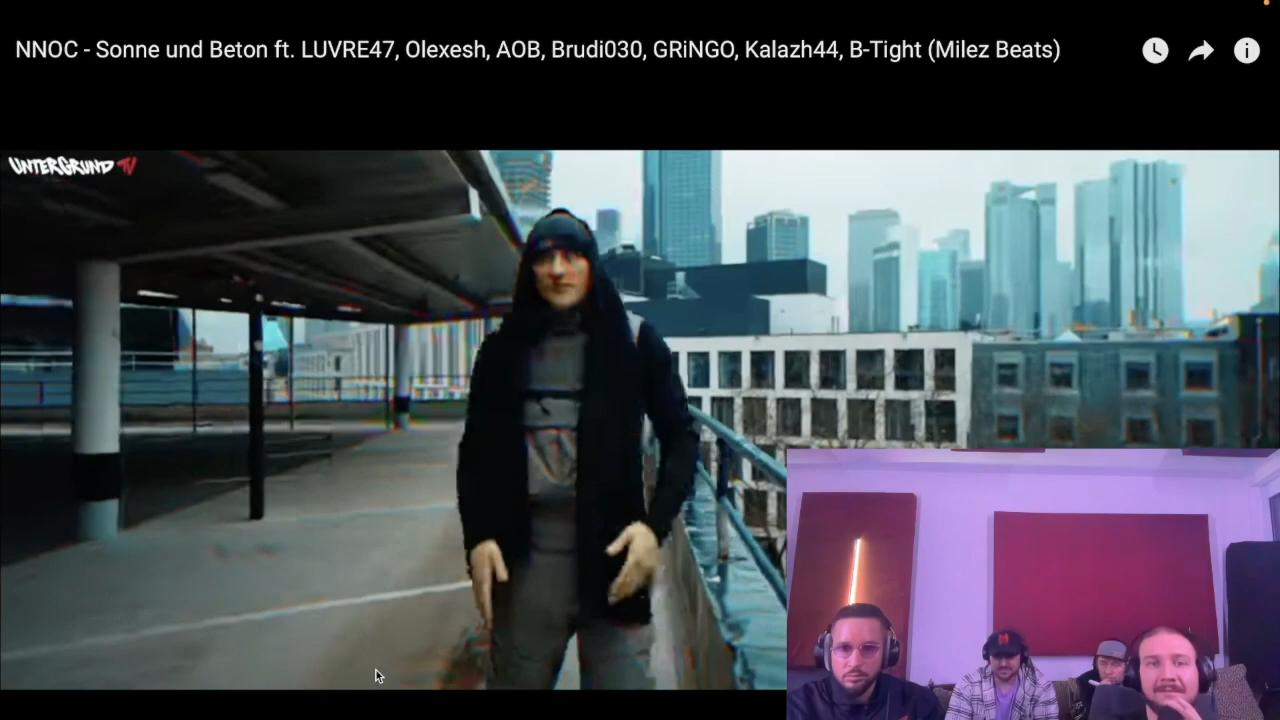 NNOC - Sonne und Beton ft. LUVRE47, Olexesh, AOB, Brudi030, GRiNGO, Kalazh44, B-Tight (Milez Beats)
UNTERGRUND TV